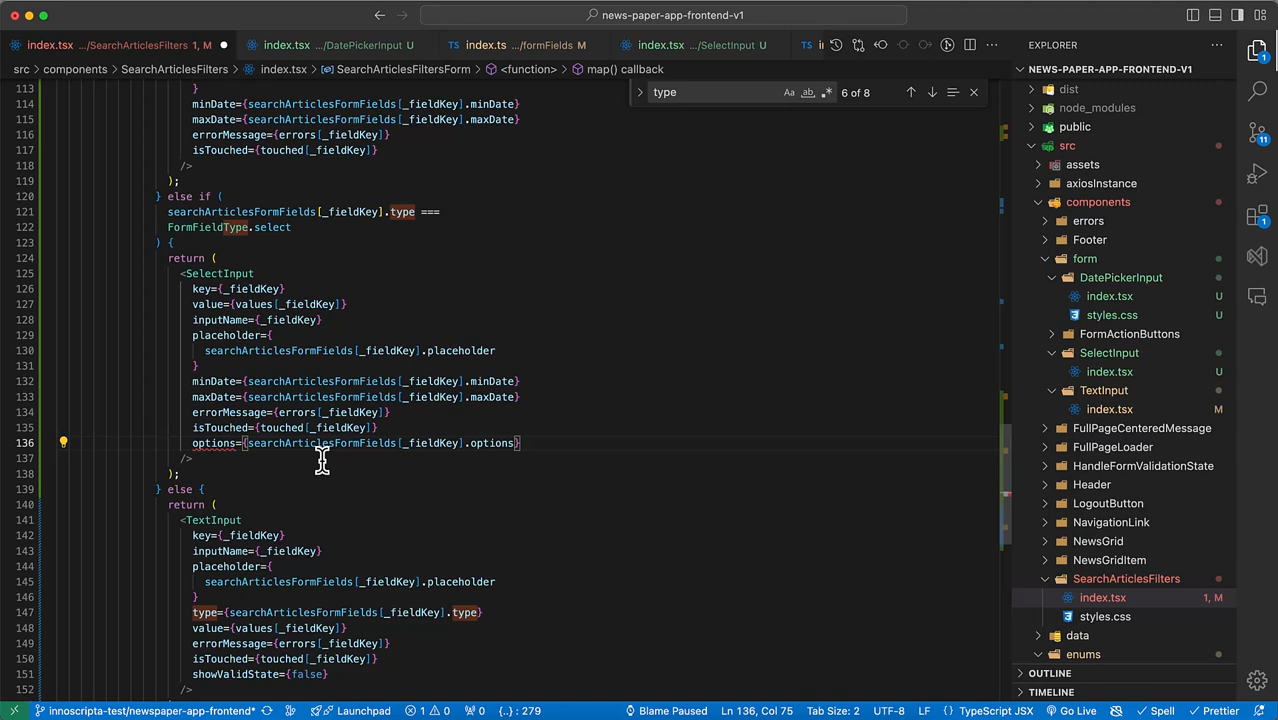 news-paper-app-frontend-v1
index.tsx .../SearchArticlesFilters 1, M
index.tsx .../DatePickerInput U
TS index.ts .../formFields M
index.tsx .../SelectInput U
TS
EXPLORER
src > components > SearchArticlesFilters > index.tsx > SearchArticlesFiltersForm > <function> > map() callback
type
Aa ab .*
6 of 8
113 }
114 minDate={searchArticlesFormFields[_fieldKey].minDate}
115 maxDate={searchArticlesFormFields[_fieldKey].maxDate}
116 errorMessage={errors[_fieldKey]}
117 isTouched={touched[_fieldKey]}
118 />
119 );
120 } else if (
121 searchArticlesFormFields[_fieldKey].type ===
122 FormFieldType.select
123 ) {
124 return (
125 <SelectInput
126 key={_fieldKey}
127 value={values[_fieldKey]}
128 inputName={_fieldKey}
129 placeholder={
130 searchArticlesFormFields[_fieldKey].placeholder
131 }
132 minDate={searchArticlesFormFields[_fieldKey].minDate}
133 maxDate={searchArticlesFormFields[_fieldKey].maxDate}
134 errorMessage={errors[_fieldKey]}
135 isTouched={touched[_fieldKey]}
136 options={searchArticlesFormFields[_fieldKey].options}
137 />
138 );
139 } else {
140 return (
141 <TextInput
142 key={_fieldKey}
143 inputName={_fieldKey}
144 placeholder={
145 searchArticlesFormFields[_fieldKey].placeholder
146 }
147 type={searchArticlesFormFields[_fieldKey].type}
148 value={values[_fieldKey]}
149 errorMessage={errors[_fieldKey]}
150 isTouched={touched[_fieldKey]}
151 showValidState={false}
152 />
NEWS-PAPER-APP-FRONTEND-V1
dist
node_modules
public
src
assets
axiosInstance
components
errors
Footer
form
DatePickerInput
index.tsx U
styles.css U
FormActionButtons
SelectInput
index.tsx U
TextInput
index.tsx M
FullPageCenteredMessage
FullPageLoader
HandleFormValidationState
Header
LogoutButton
NavigationLink
NewsGrid
NewsGridItem
SearchArticlesFilters
index.tsx 1, M
styles.css
data
enums
OUTLINE
TIMELINE
1
11
1
innoscripta-test/newspaper-app-frontend*
Launchpad
1
0
0
{..} : 279
Blame Paused
Ln 136, Col 75
Tab Size: 2
UTF-8
LF
{} TypeScript JSX
Go Live
Spell
Prettier